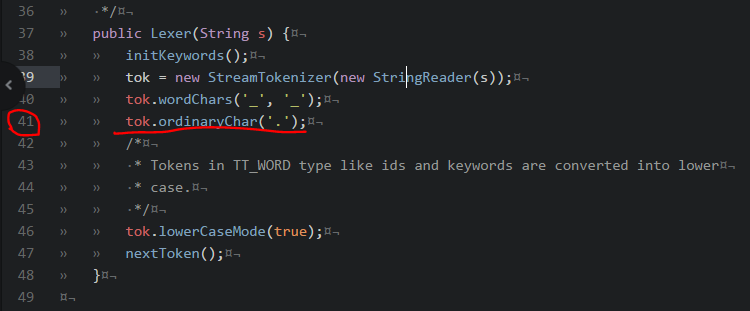 36 » ·*/¤¬
37 » public Lexer(String s) {¤¬
38 » » initKeywords();¤¬
39 » » tok = new StreamTokenizer(new StringReader(s));¤¬
40 » » tok.wordChars('_', '_');¤¬
41 » » tok.ordinaryChar('.');¤¬
42 » » /*¤¬
43 » » ·* Tokens in TT_WORD type like ids and keywords are converted into lower¤¬
44 » » ·* case.¤¬
45 » » ·*/¤¬
46 » » tok.lowerCaseMode(true);¤¬
47 » » nextToken();¤¬
48 » }¤¬
49 ¤¬